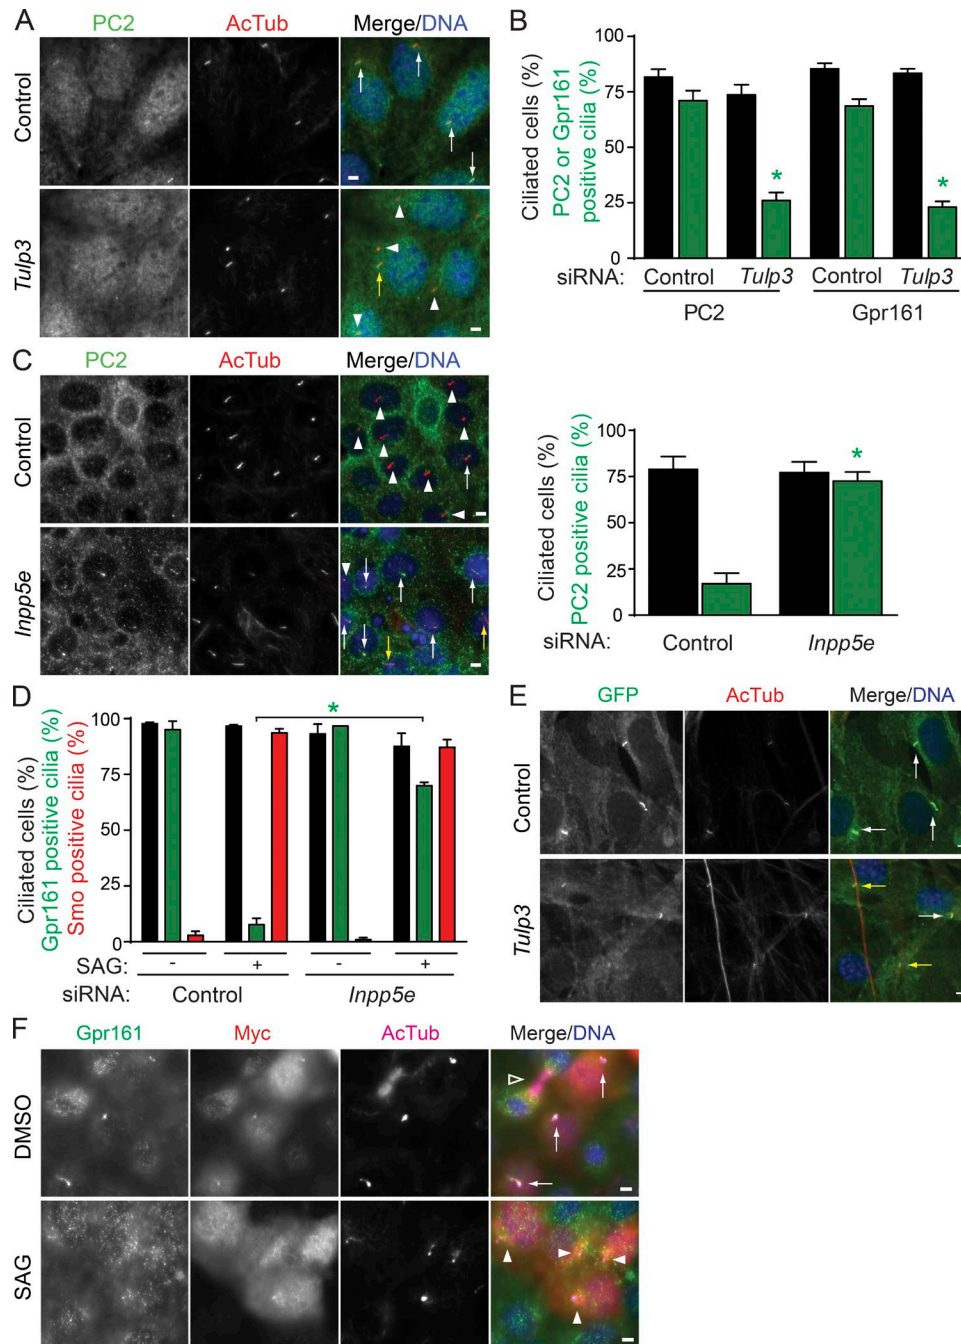 A
PC2
AcTub
Merge/DNA
Control
Tulp3
B
Ciliated cells (%)
PC2 or Gpr161
positive cilia (%)
100
75
50
25
0
siRNA:
Control
Tulp3
Control
Tulp3
PC2
Gpr161
C
PC2
AcTub
Merge/DNA
Control
Inpp5e
Ciliated cells (%)
PC2 positive cilia (%)
100
75
50
25
0
*
*
*
siRNA:
Control
Inpp5e
D
Ciliated cells (%)
Gpr161 positive cilia (%)
Smo positive cilia (%)
100
75
50
25
0
*
SAG:
-
+
-
+
siRNA:
Control
Inpp5e
E
GFP
AcTub
Merge/DNA
Control
Tulp3
F
Gpr161
Myc
AcTub
Merge/DNA
DMSO
SAG